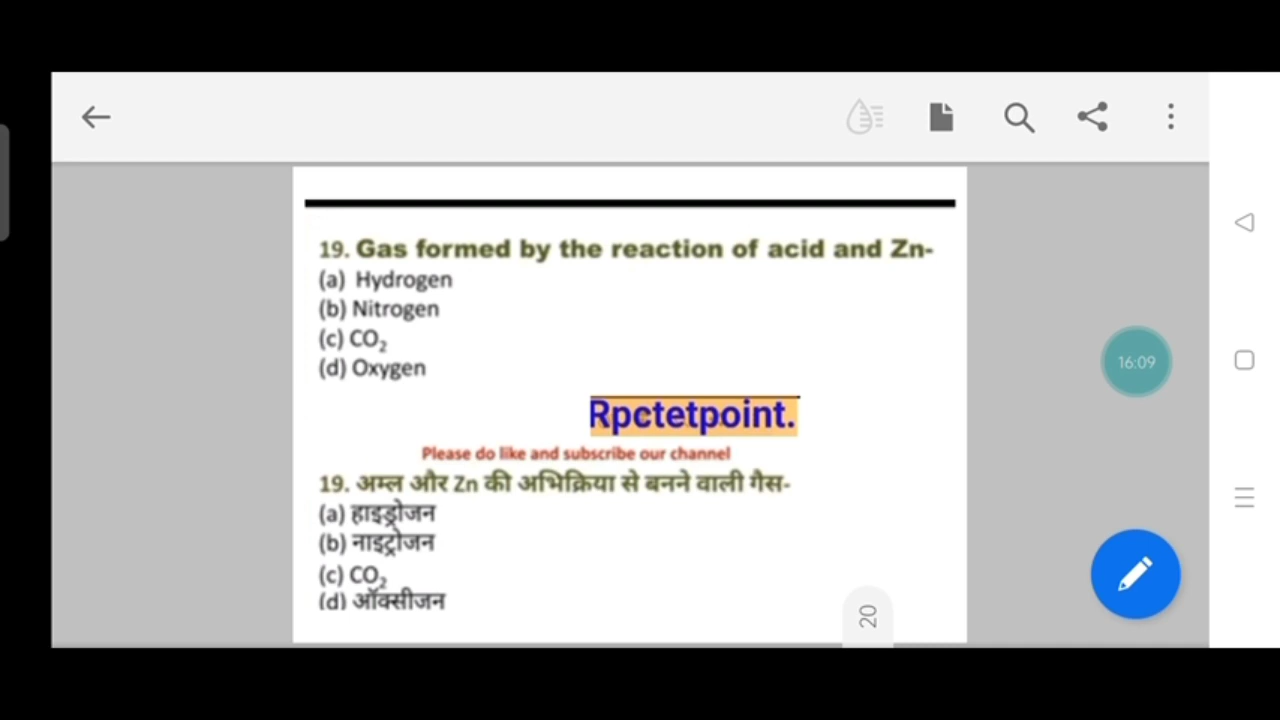 19. Gas formed by the reaction of acid and Zn-
(a) Hydrogen
(b) Nitrogen
(c) CO₂
(d) Oxygen
16:09
Rpctetpoint.
Please do like and subscribe our channel
19. अम्ल और Zn की अभिक्रिया से बनने वाली गैस-
(a) हाइड्रोजन
(b) नाइट्रोजन
(c) CO₂
(d) ऑक्सीजन
20